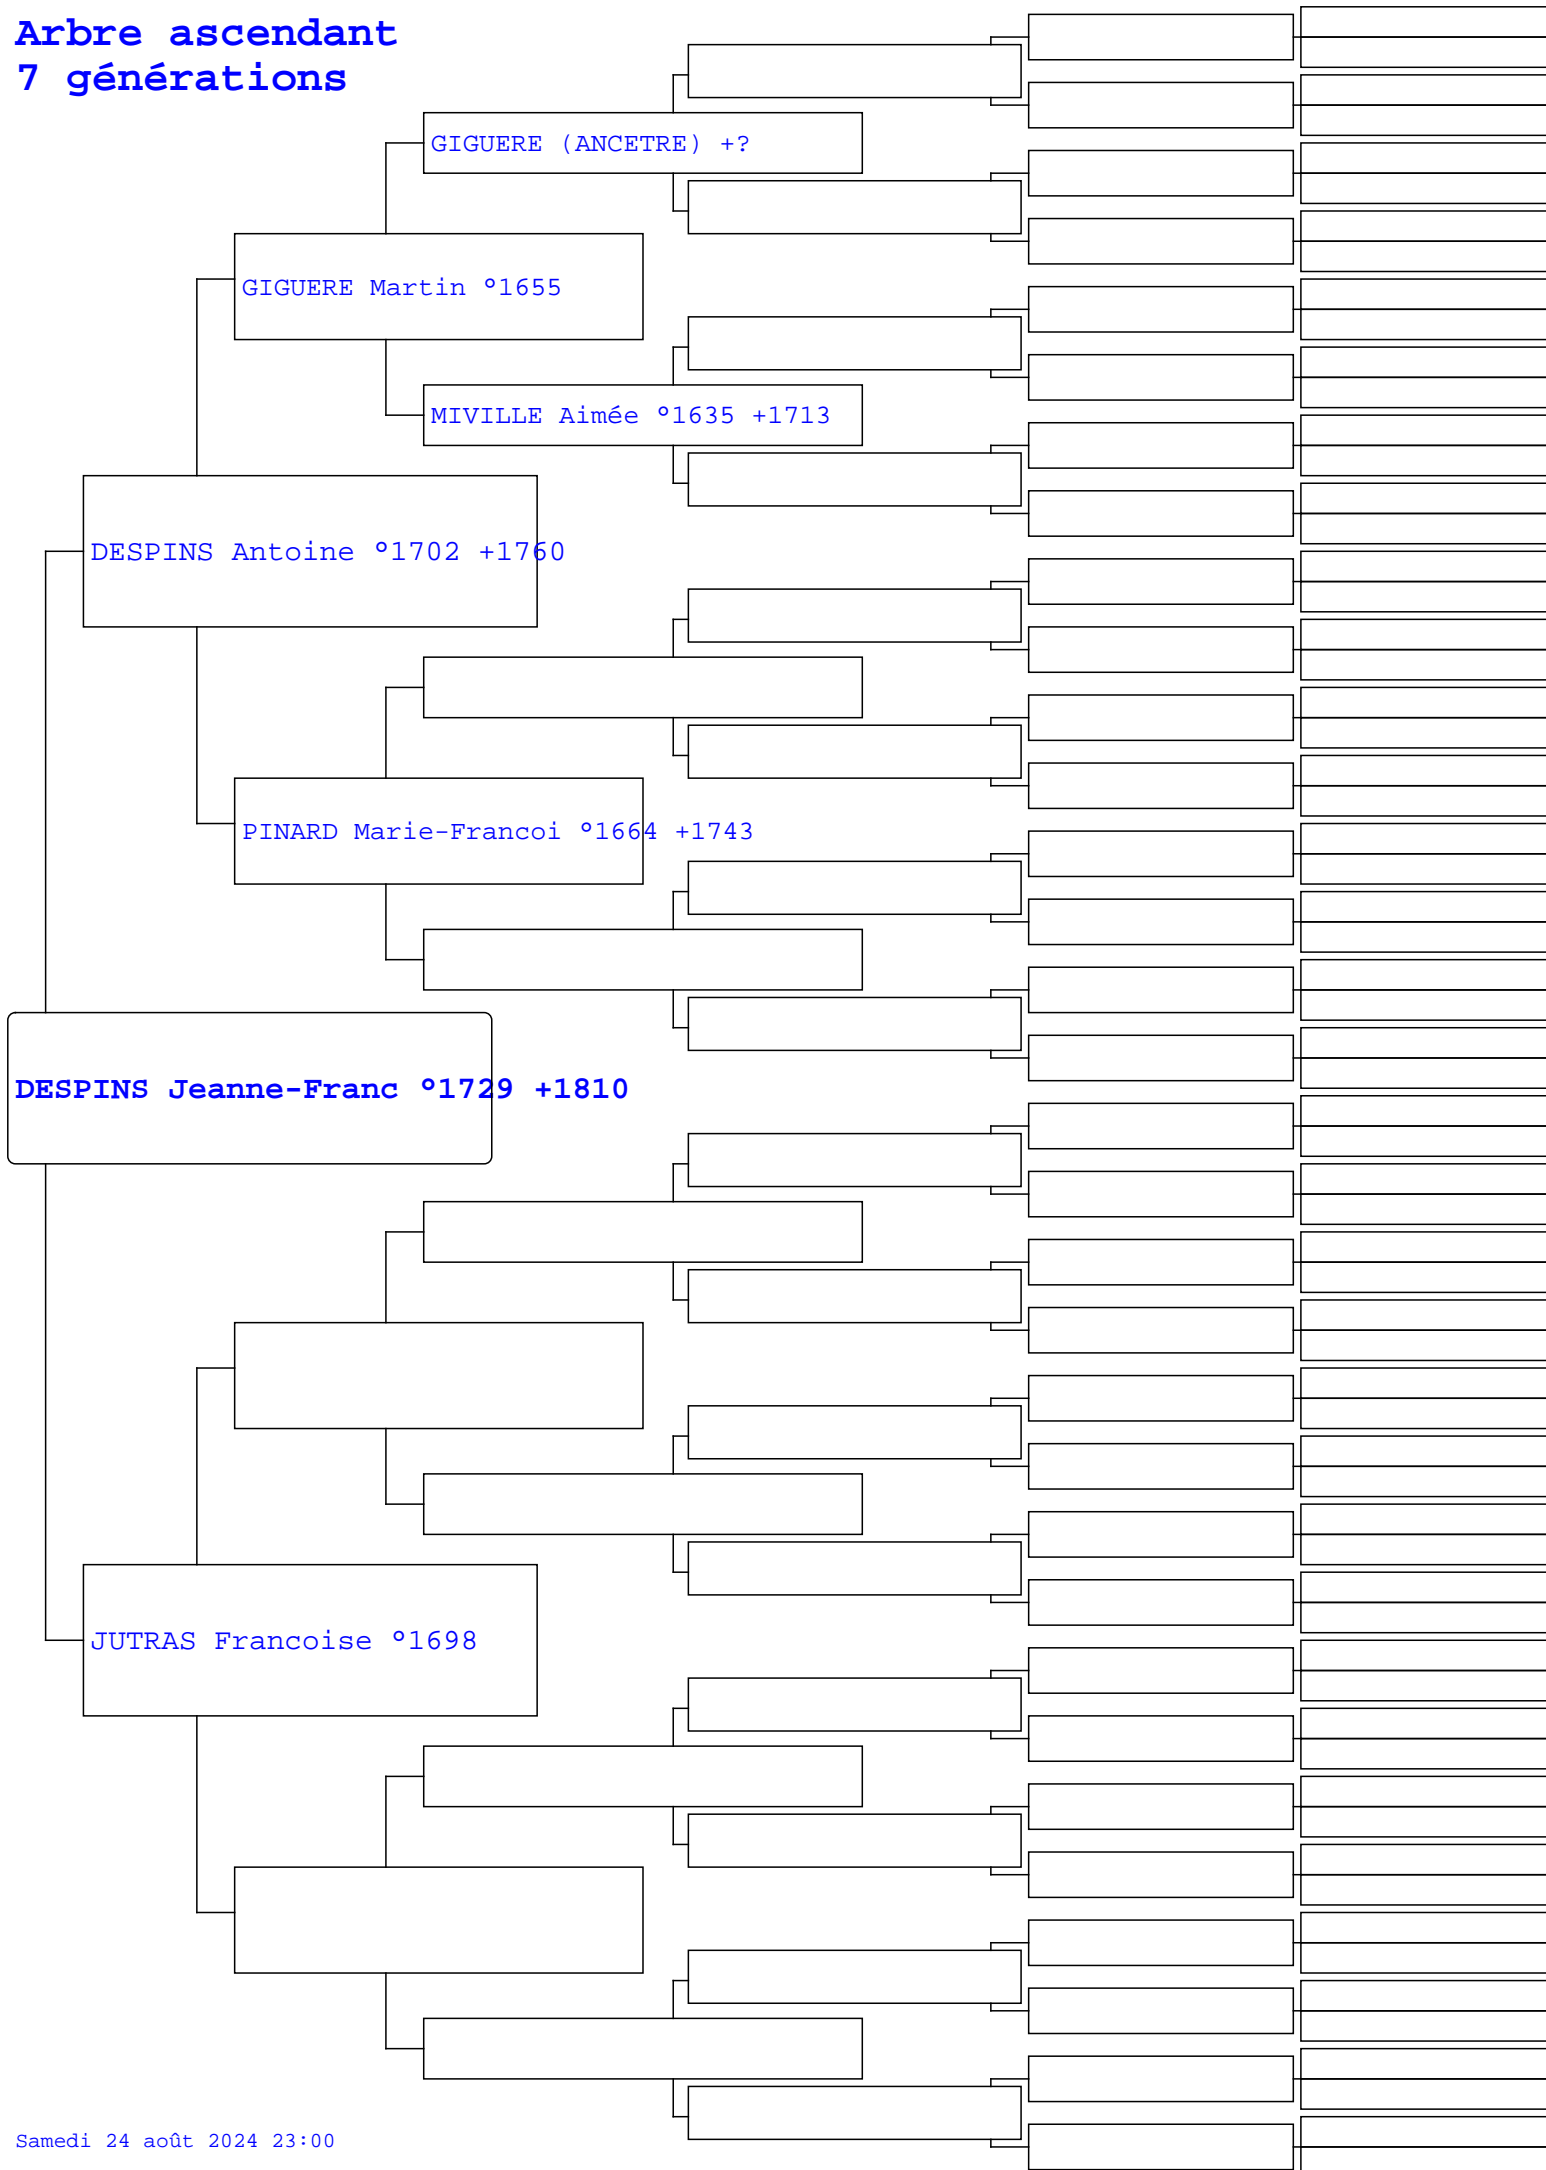 Arbre ascendant
7 générations
GIGUERE (ANCETRE) +?
GIGUERE Martin °1655
MIVILLE Aimée °1635 +1713
DESPINS Antoine °1702 +1760
PINARD Marie-Francoi °1664 +1743
DESPINS Jeanne-Franc °1729 +1810
JUTRAS Francoise °1698
Samedi 24 août 2024 23:00